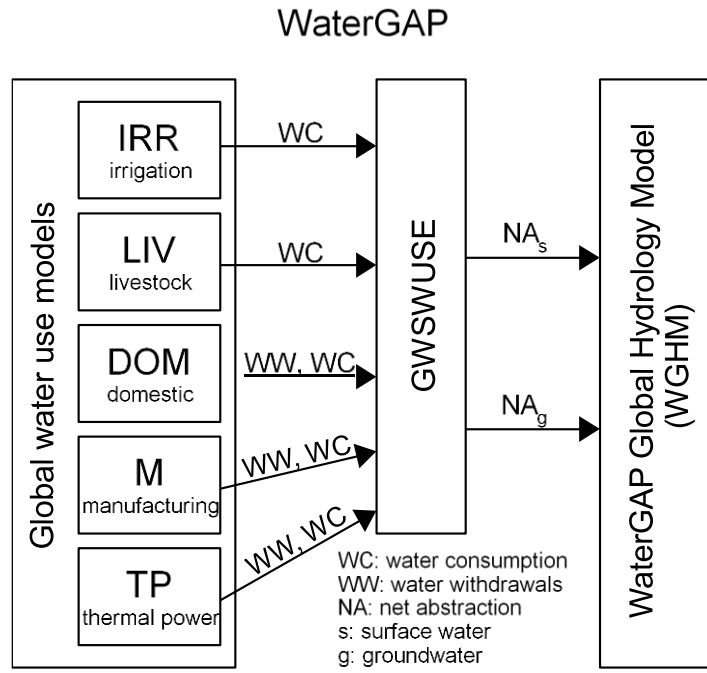 WaterGAP
Global water use models
IRR
irrigation
WC
LIV
livestock
WC
DOM
domestic
WW, WC
M
manufacturing
WW, WC
TP
thermal power
WW, WC
GWSWUSE
NAs
NAg
WaterGAP Global Hydrology Model
(WGHM)
WC: water consumption
WW: water withdrawals
NA: net abstraction
s: surface water
g: groundwater